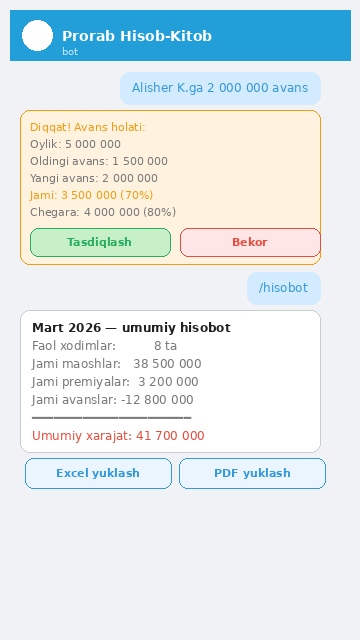 Prorab Hisob-Kitob
bot
Alisher K.ga 2 000 000 avans
Diqqat! Avans holati:
Oylik: 5 000 000
Oldingi avans: 1 500 000
Yangi avans: 2 000 000
Jami: 3 500 000 (70%)
Chegara: 4 000 000 (80%)
Tasdiqlash Bekor
/hisobot
Mart 2026 — umumiy hisobot
Faol xodimlar: 8 ta
Jami maoshlar: 38 500 000
Jami premiyalar: 3 200 000
Jami avanslar: -12 800 000
Umumiy xarajat: 41 700 000
Excel yuklash PDF yuklash